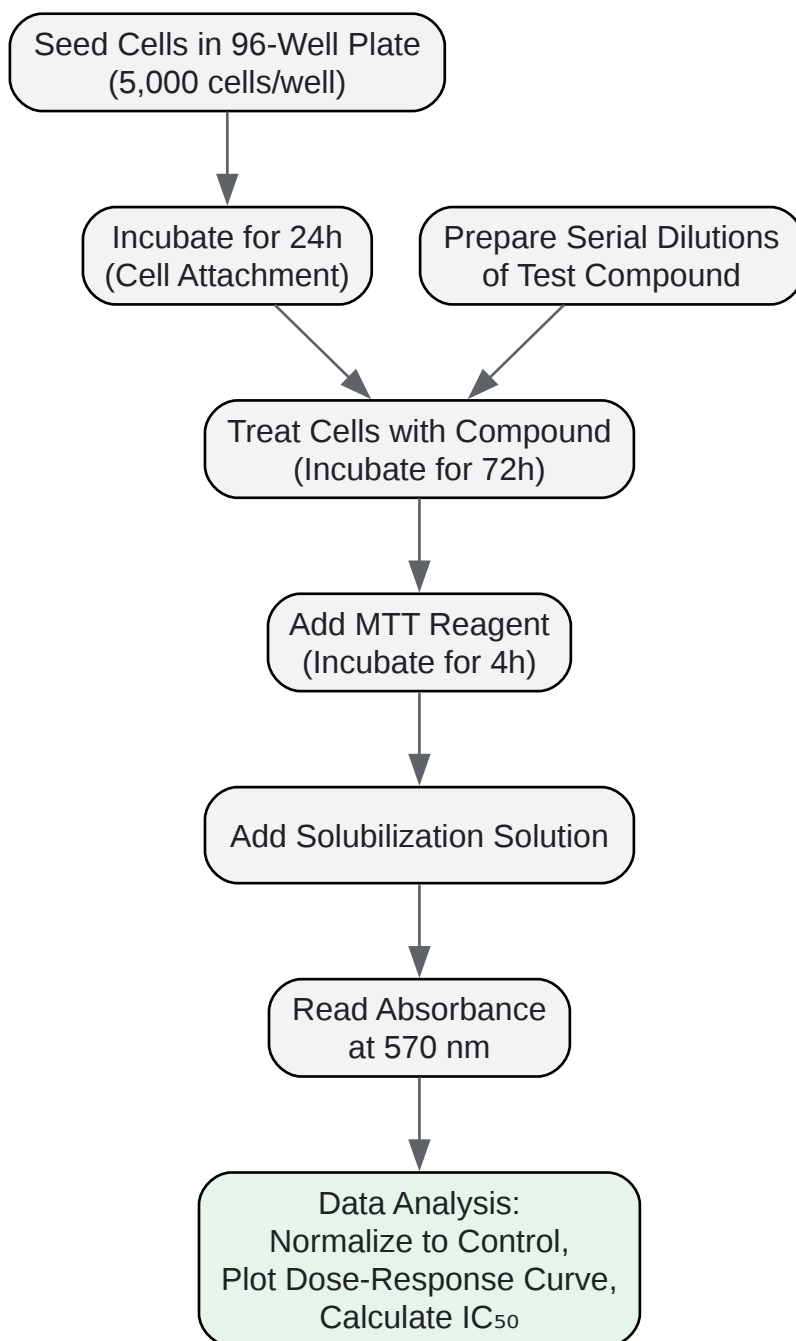 Seed Cells in 96-Well Plate
(5,000 cells/well)
Incubate for 24h
(Cell Attachment)
Prepare Serial Dilutions
of Test Compound
Treat Cells with Compound
(Incubate for 72h)
Add MTT Reagent
(Incubate for 4h)
Add Solubilization Solution
Read Absorbance
at 570 nm
Data Analysis:
Normalize to Control,
Plot Dose-Response Curve,
Calculate IC₅₀